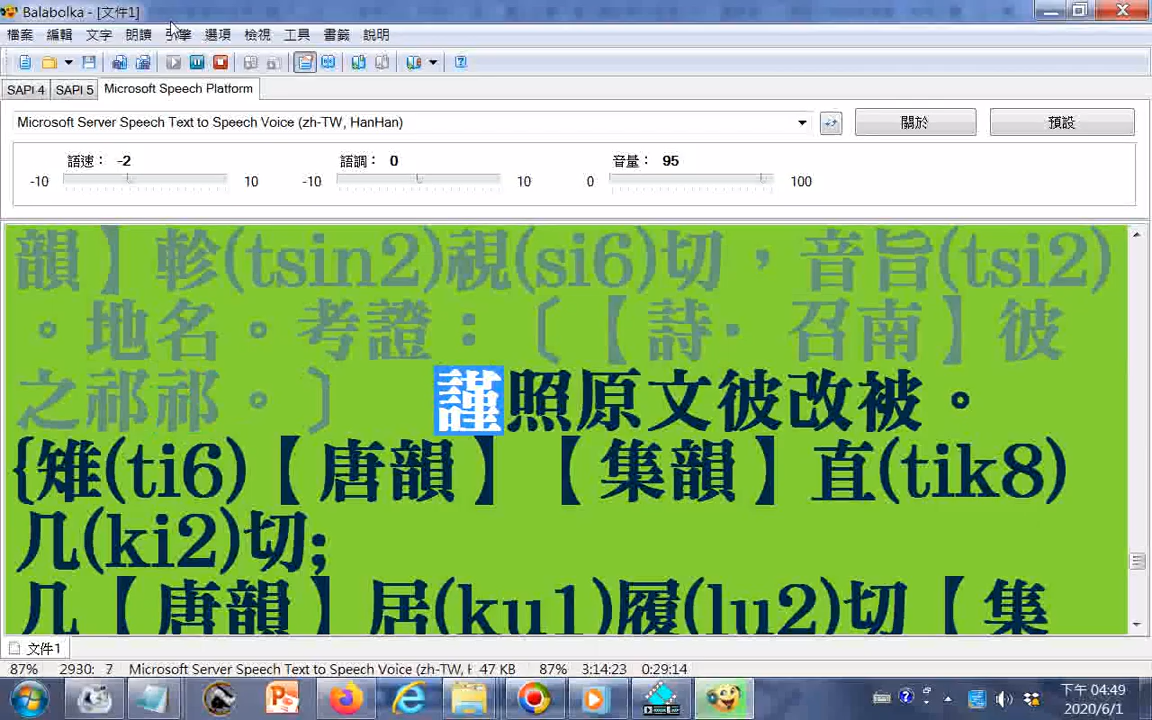 Balabolka - [文件1]
檔案 編輯 文字 朗讀 引擎 選項 檢視 工具 書籤 說明
SAPI 4 SAPI 5 Microsoft Speech Platform
Microsoft Server Speech Text to Speech Voice (zh-TW, HanHan) 關於 預設
語速： -2 語調： 0 音量： 95
-10 10 -10 10 0 100
韻】軫(tsin2)視(si6)切，音旨(tsi2)
。地名。考證：〔【詩· 召南】彼
之祁祁。〕 謹照原文彼改被。
{雉(ti6)【唐韻】【集韻】直(tik8)
几(ki2)切;
几【唐韻】居(ku1)履(lu2)切【集
文件1
87% 2930: 7 Microsoft Server Speech Text to Speech Voice (zh-TW, H 47 KB 87% 3:14:23 0:29:14
下午 04:49
2020/6/1